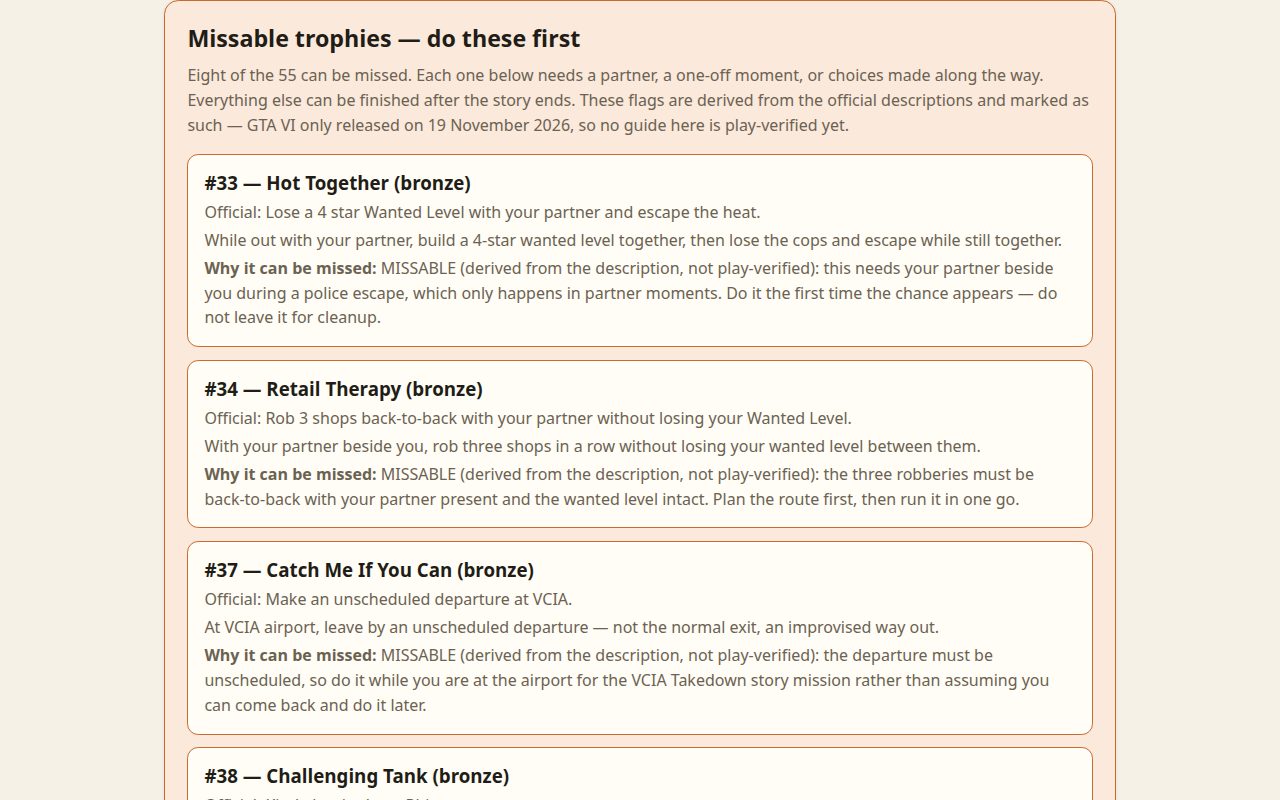 Missable trophies — do these first
Eight of the 55 can be missed. Each one below needs a partner, a one-off moment, or choices made along the way.
Everything else can be finished after the story ends. These flags are derived from the official descriptions and marked as
such — GTA VI only released on 19 November 2026, so no guide here is play-verified yet.
#33 — Hot Together (bronze)
Official: Lose a 4 star Wanted Level with your partner and escape the heat.
While out with your partner, build a 4-star wanted level together, then lose the cops and escape while still together.
Why it can be missed: MISSABLE (derived from the description, not play-verified): this needs your partner beside
you during a police escape, which only happens in partner moments. Do it the first time the chance appears — do
not leave it for cleanup.
#34 — Retail Therapy (bronze)
Official: Rob 3 shops back-to-back with your partner without losing your Wanted Level.
With your partner beside you, rob three shops in a row without losing your wanted level between them.
Why it can be missed: MISSABLE (derived from the description, not play-verified): the three robberies must be
back-to-back with your partner present and the wanted level intact. Plan the route first, then run it in one go.
#37 — Catch Me If You Can (bronze)
Official: Make an unscheduled departure at VCIA.
At VCIA airport, leave by an unscheduled departure — not the normal exit, an improvised way out.
Why it can be missed: MISSABLE (derived from the description, not play-verified): the departure must be
unscheduled, so do it while you are at the airport for the VCIA Takedown story mission rather than assuming you
can come back and do it later.
#38 — Challenging Tank (bronze)